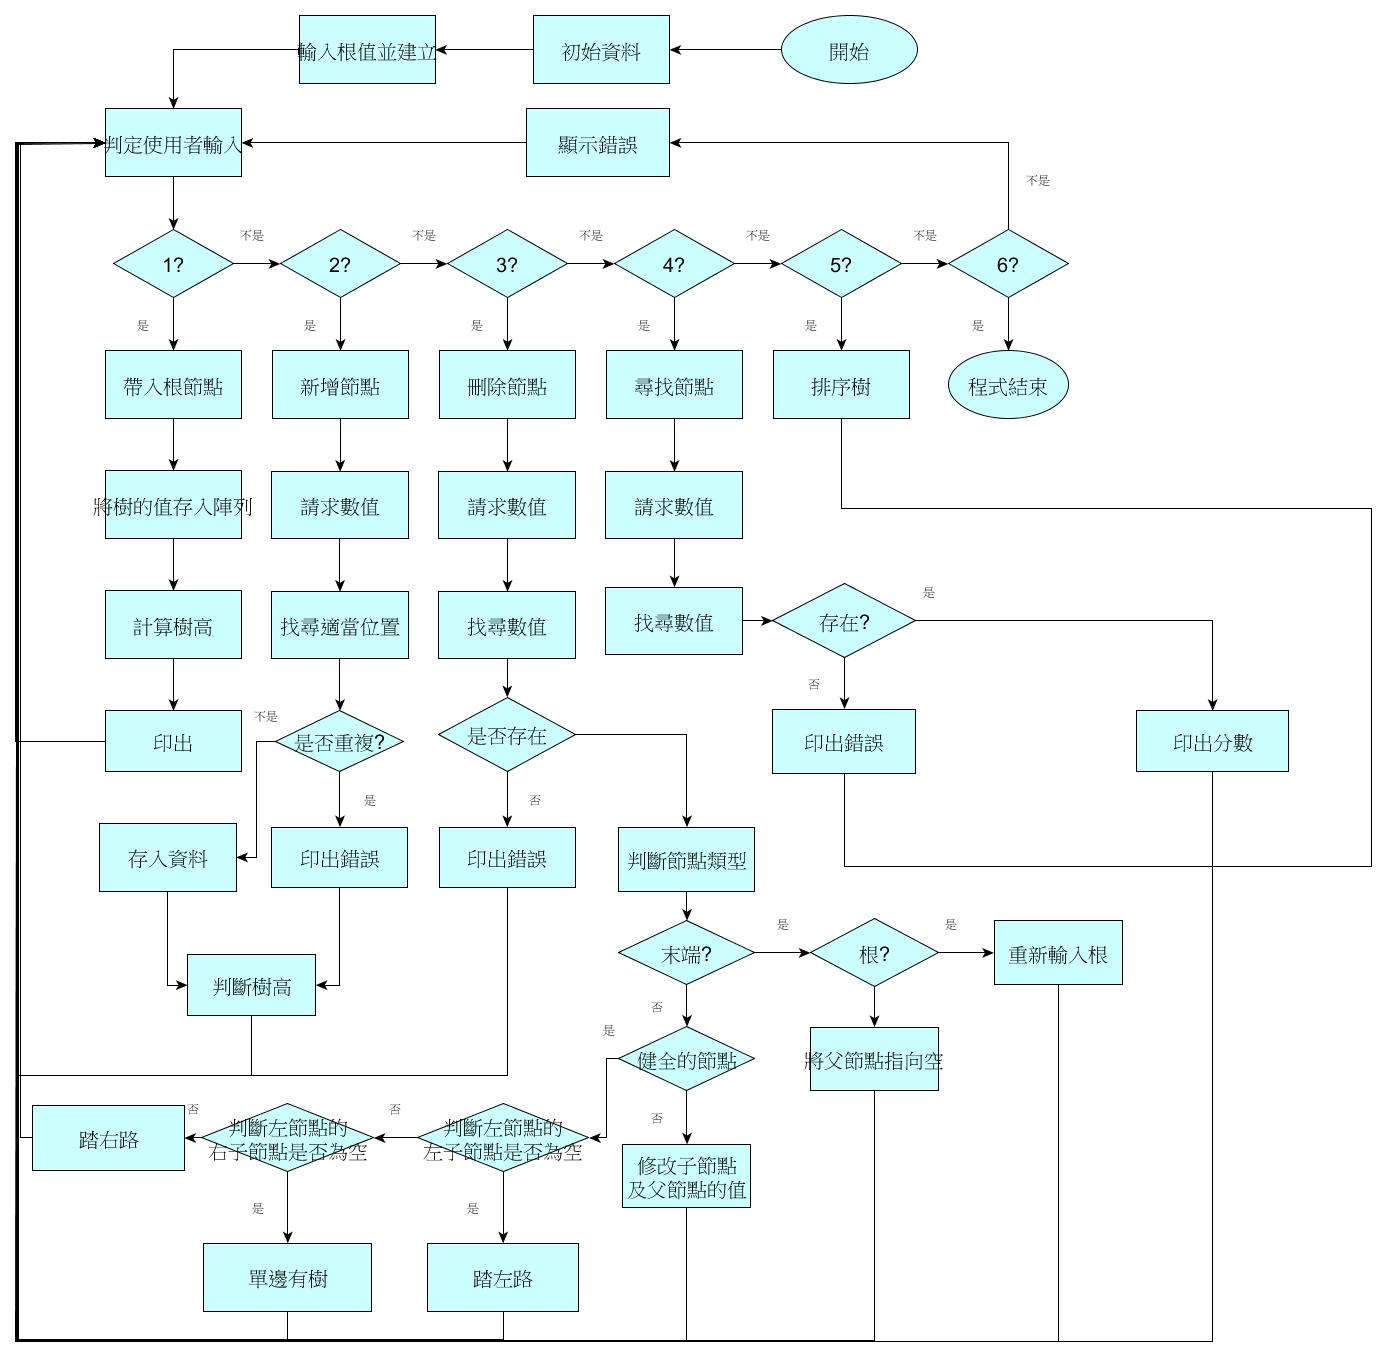 輸入根值並建立
初始資料
開始
判定使用者輸入
顯示錯誤
不是
1?
不是
2?
不是
3?
不是
4?
不是
5?
不是
6?
是
是
是
是
是
是
帶入根節點
新增節點
刪除節點
尋找節點
排序樹
程式結束
將樹的值存入陣列
請求數值
請求數值
請求數值
計算樹高
找尋適當位置
找尋數值
找尋數值
存在?
是
否
印出
不是
是否重複?
是否存在
印出錯誤
印出分數
是
否
存入資料
印出錯誤
印出錯誤
判斷節點類型
末端?
是
根?
是
重新輸入根
判斷樹高
否
是
健全的節點
將父節點指向空
踏右路
否
判斷左節點的
右子節點是否為空
否
判斷左節點的
左子節點是否為空
否
修改子節點
及父節點的值
是
是
單邊有樹
踏左路